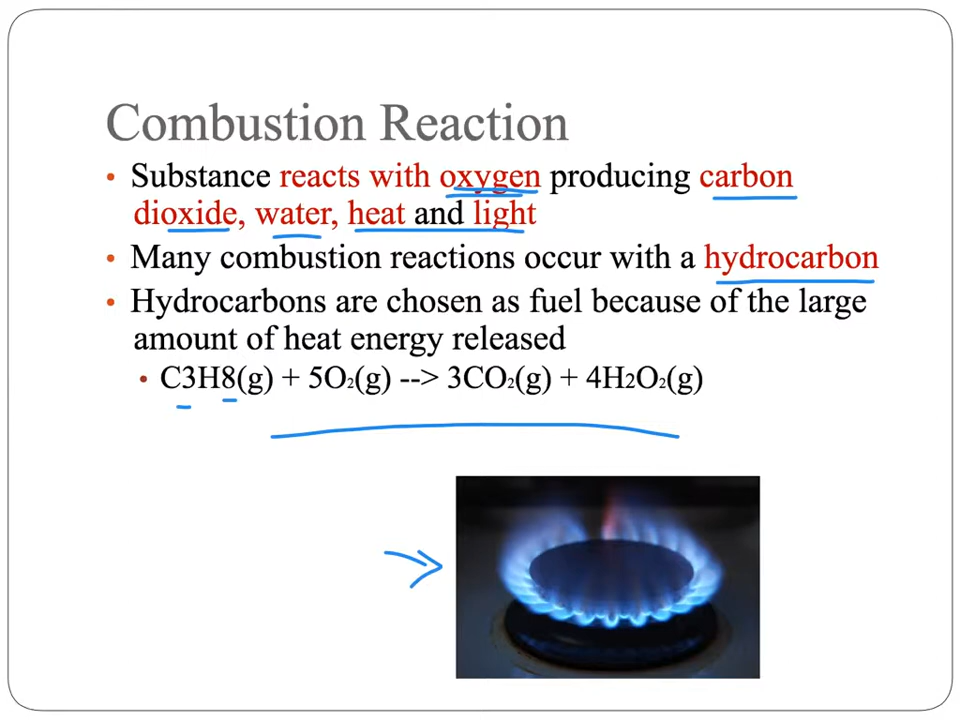 Combustion Reaction
• Substance reacts with oxygen producing carbon
dioxide, water, heat and light
• Many combustion reactions occur with a hydrocarbon
• Hydrocarbons are chosen as fuel because of the large
amount of heat energy released
• C3H8(g) + 5O₂(g) --> 3CO₂(g) + 4H2O₂(g)